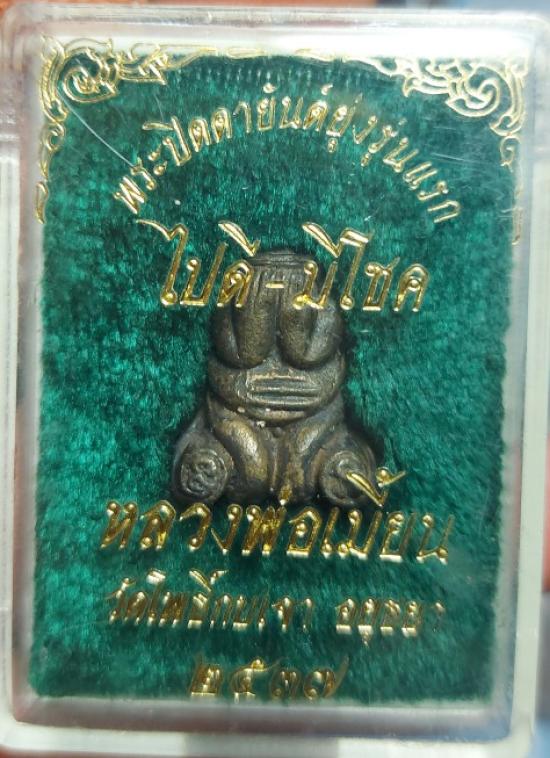 พระปิดตายันต์ยุ่งรุ่นแรก
ไปดี-มีโชค
หลวงพ่อเมี้ยน
วัดโพธิ์กบเจา อยุธยา
๒๕๓๗